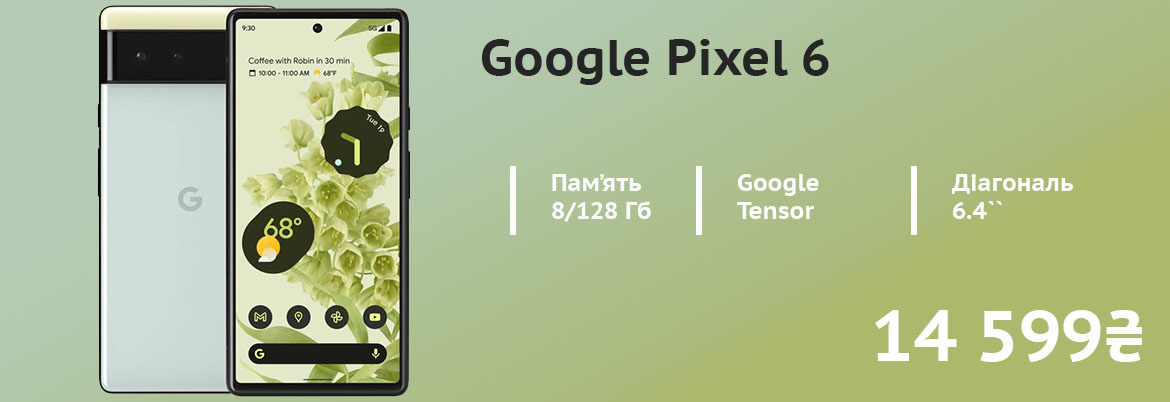 Google Pixel 6
Пам’ять
8/128 Гб
Google
Tensor
Діагональ
6.4``
14 599₴
9:30
5G
Coffee with Robin in 30 min
10:00 - 11:00 AM 68°F
Tue 19
68°
G
G